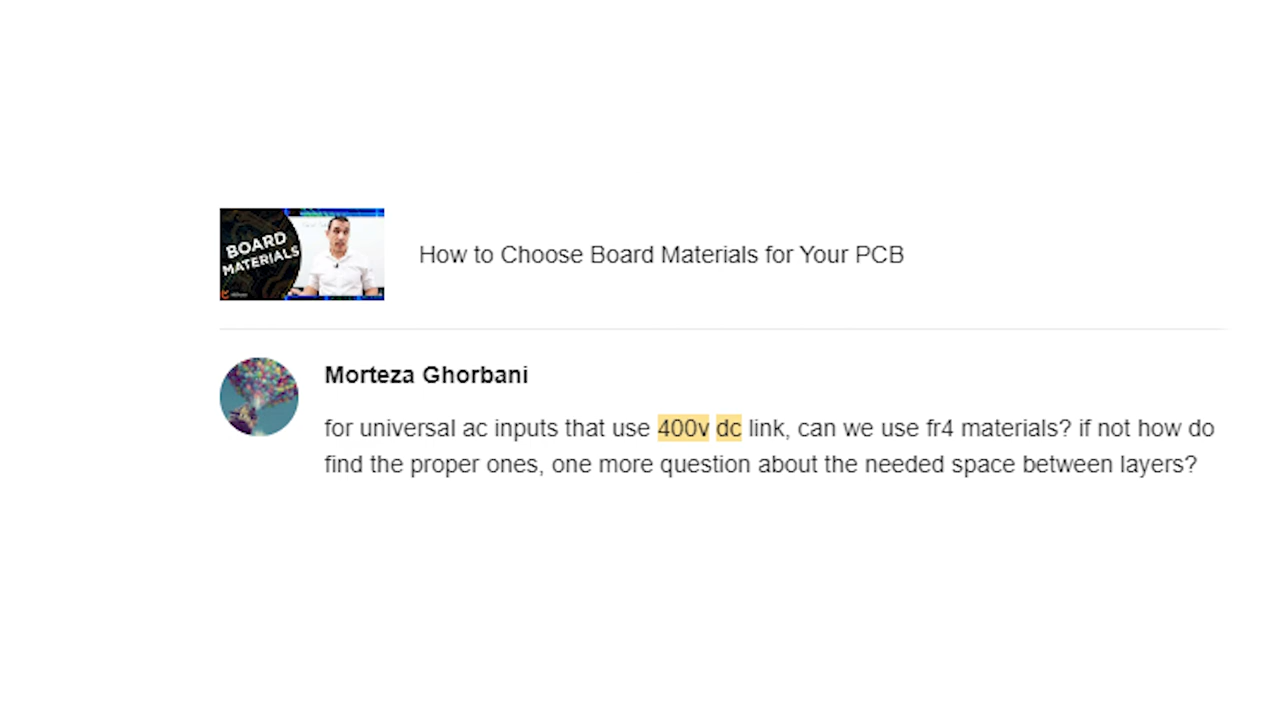 BOARD
MATERIALS
How to Choose Board Materials for Your PCB
Morteza Ghorbani
for universal ac inputs that use 400v dc link, can we use fr4 materials? if not how do
find the proper ones, one more question about the needed space between layers?